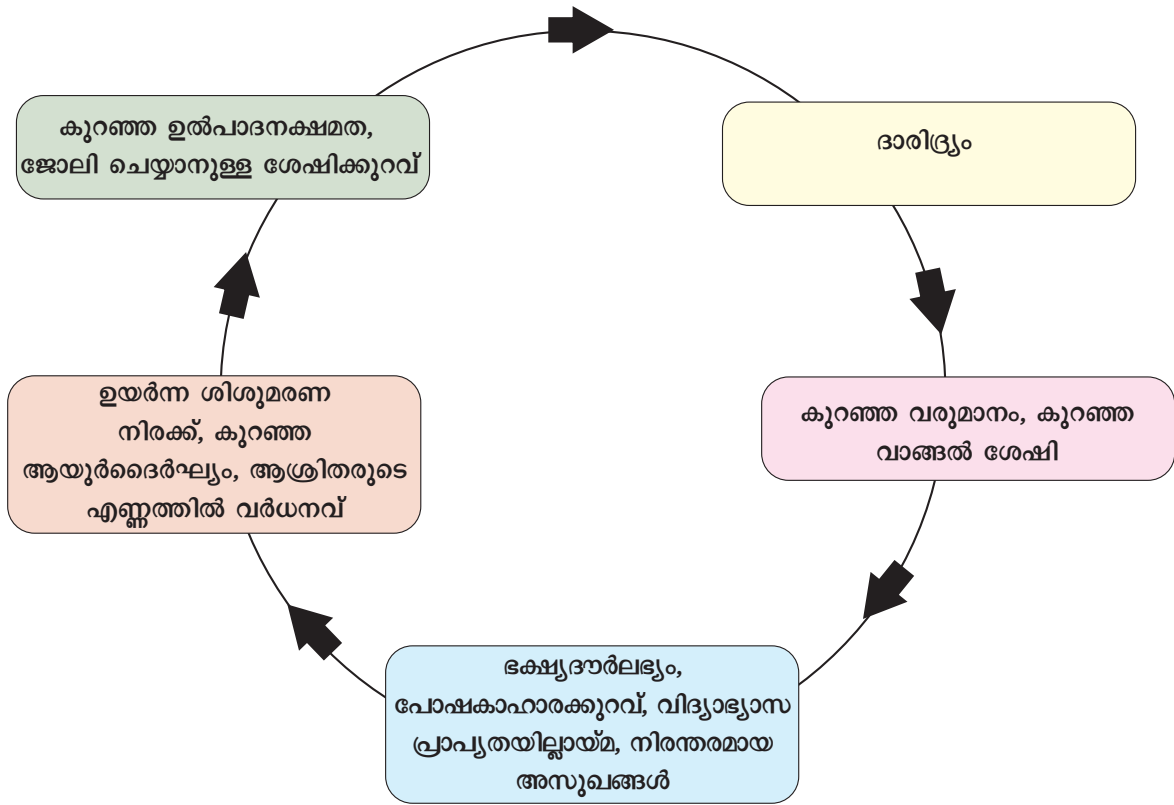 കുറഞ്ഞ ഉൽപാദനക്ഷമത,
ജോലി ചെയ്യാനുള്ള ശേഷിക്കുറവ്
ദാരിദ്ര്യം
കുറഞ്ഞ വരുമാനം, കുറഞ്ഞ
വാങ്ങൽ ശേഷി
ഭക്ഷ്യദൗർലഭ്യം,
പോഷകാഹാരക്കുറവ്, വിദ്യാഭ്യാസ
പ്രാപ്യതയില്ലായ്മ, നിരന്തരമായ
അസുഖങ്ങൾ
ഉയർന്ന ശിശുമരണ
നിരക്ക്, കുറഞ്ഞ
ആയുർദൈർഘ്യം, ആശ്രിതരുടെ
എണ്ണത്തിൽ വർധനവ്